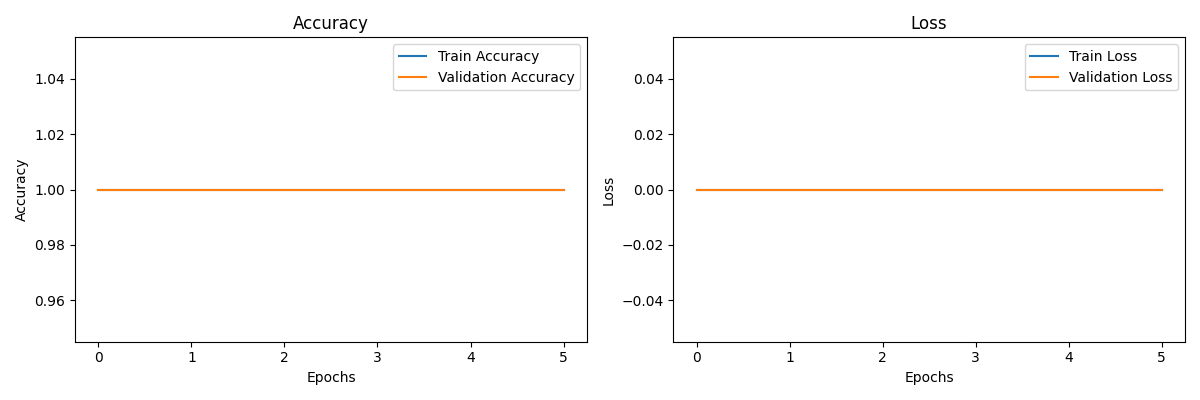 Accuracy
Train Accuracy
Validation Accuracy
1.04
1.02
1.00
0.98
0.96
Accuracy
0 1 2 3 4 5
Epochs
Loss
Train Loss
Validation Loss
0.04
0.02
0.00
−0.02
−0.04
Loss
0 1 2 3 4 5
Epochs